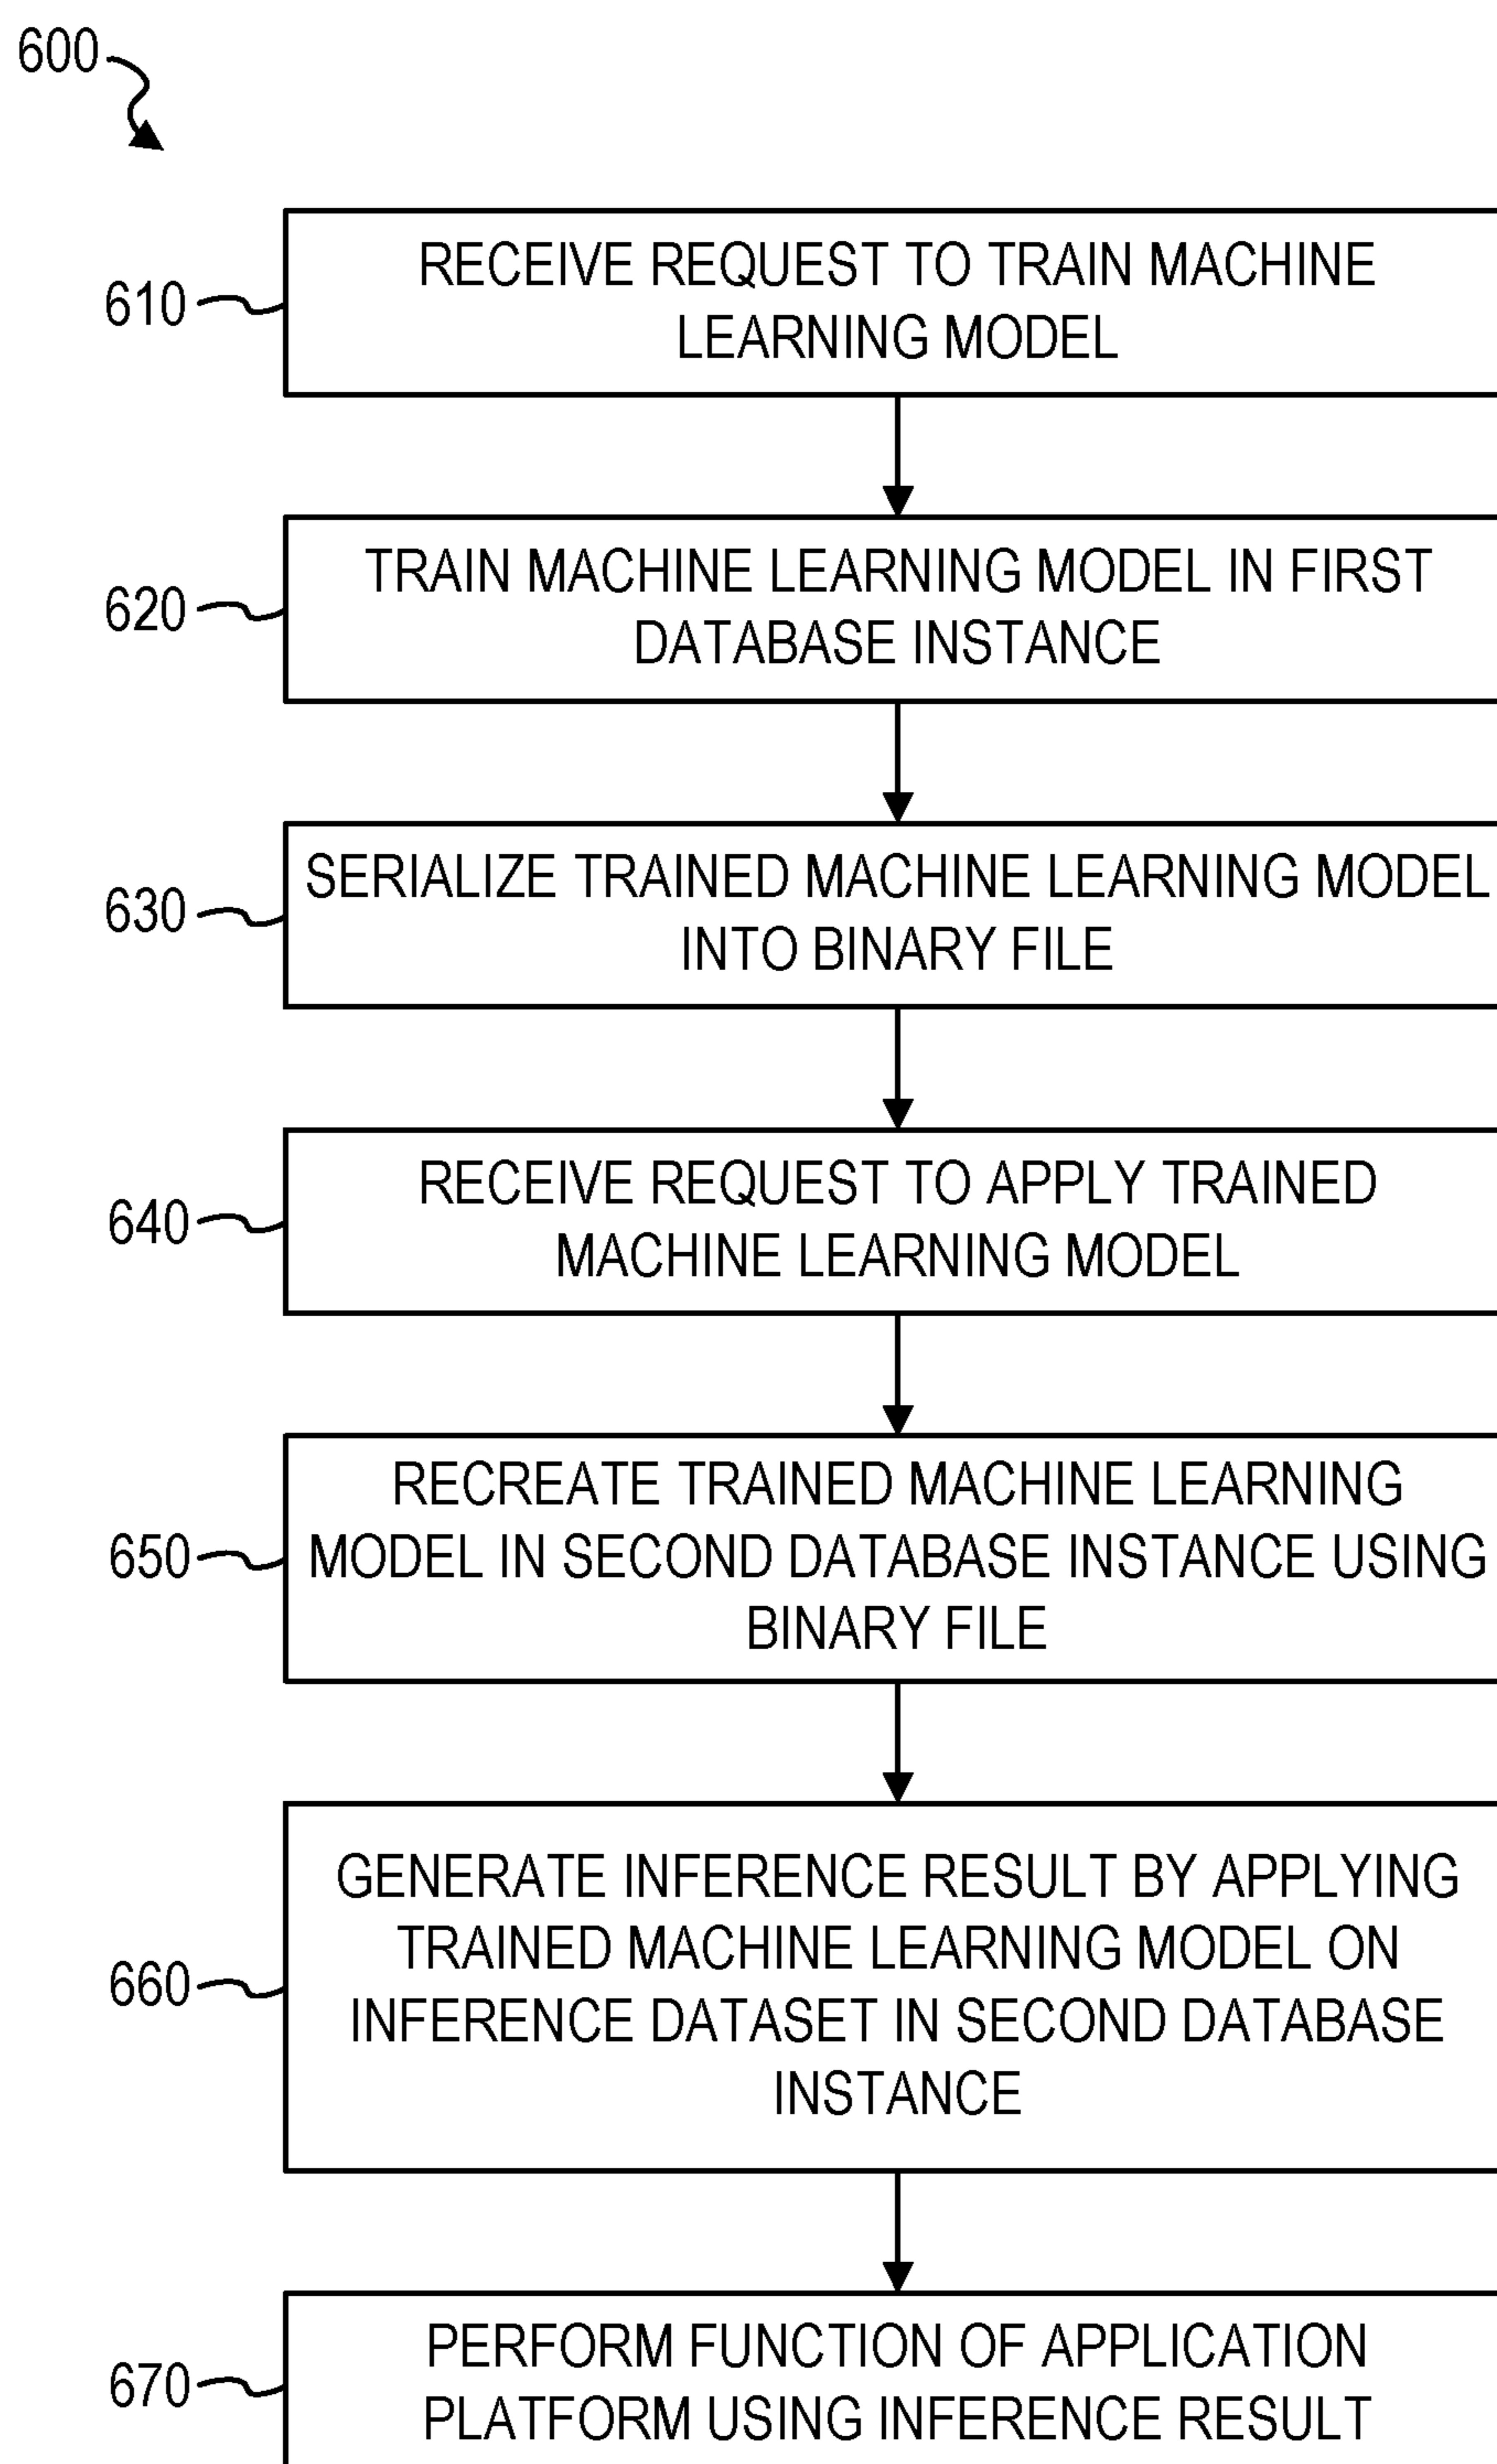 600
610
RECEIVE REQUEST TO TRAIN MACHINE
LEARNING MODEL
620
TRAIN MACHINE LEARNING MODEL IN FIRST
DATABASE INSTANCE
630
SERIALIZE TRAINED MACHINE LEARNING MODEL
INTO BINARY FILE
640
RECEIVE REQUEST TO APPLY TRAINED
MACHINE LEARNING MODEL
650
RECREATE TRAINED MACHINE LEARNING
MODEL IN SECOND DATABASE INSTANCE USING
BINARY FILE
660
GENERATE INFERENCE RESULT BY APPLYING
TRAINED MACHINE LEARNING MODEL ON
INFERENCE DATASET IN SECOND DATABASE
INSTANCE
670
PERFORM FUNCTION OF APPLICATION
PLATFORM USING INFERENCE RESULT